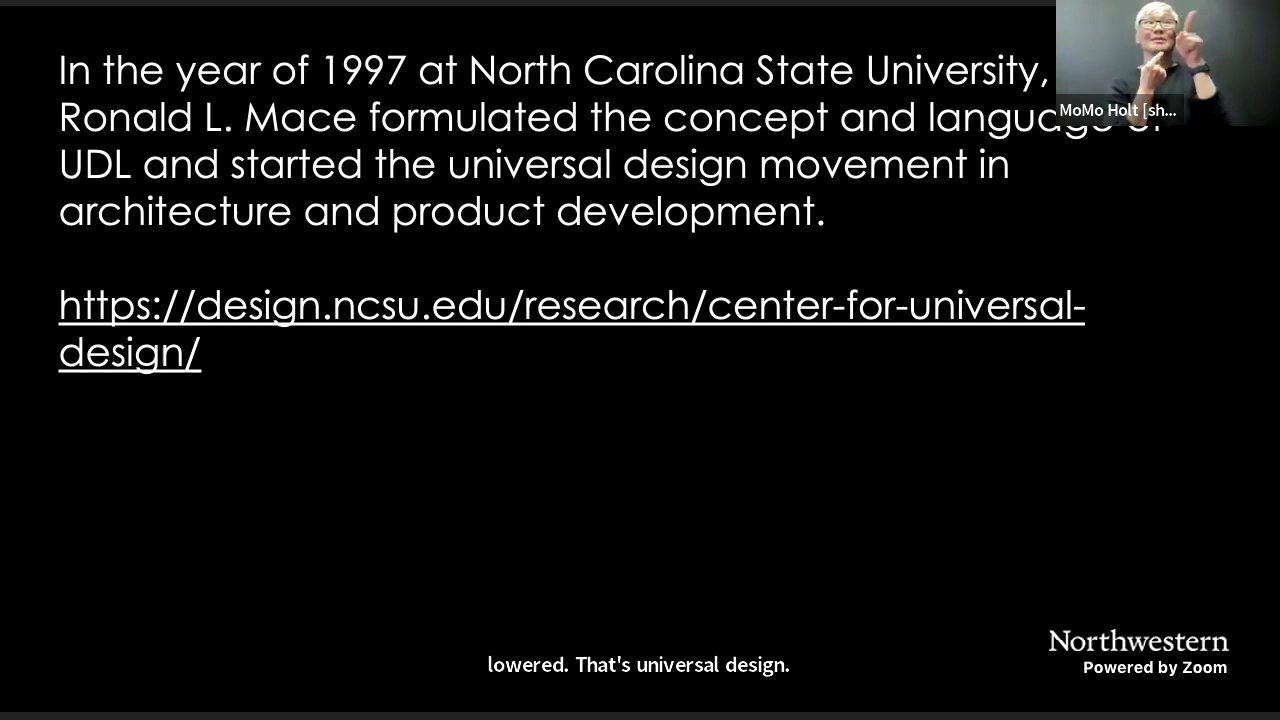 In the year of 1997 at North Carolina State University,
Ronald L. Mace formulated the concept and language of
UDL and started the universal design movement in
architecture and product development.
https://design.ncsu.edu/research/center-for-universal-
design/
MoMo Holt [sh...
lowered. That's universal design.
Northwestern
Powered by Zoom